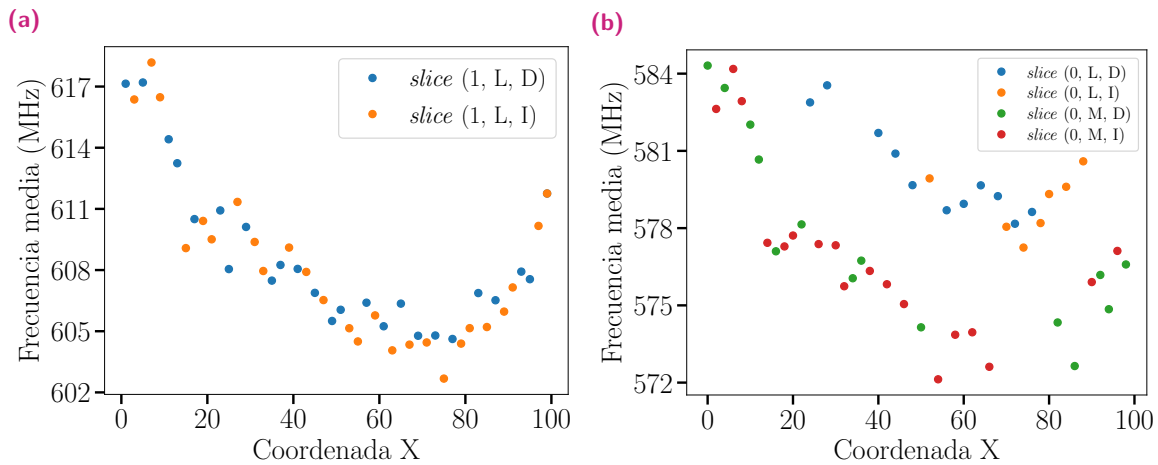 (a)
617
614
611
608
605
602
Frecuencia media (MHz)
0 20 40 60 80 100
Coordenada X
slice (1, L, D)
slice (1, L, I)
(b)
584
581
578
575
572
Frecuencia media (MHz)
0 20 40 60 80 100
Coordenada X
slice (0, L, D)
slice (0, L, I)
slice (0, M, D)
slice (0, M, I)